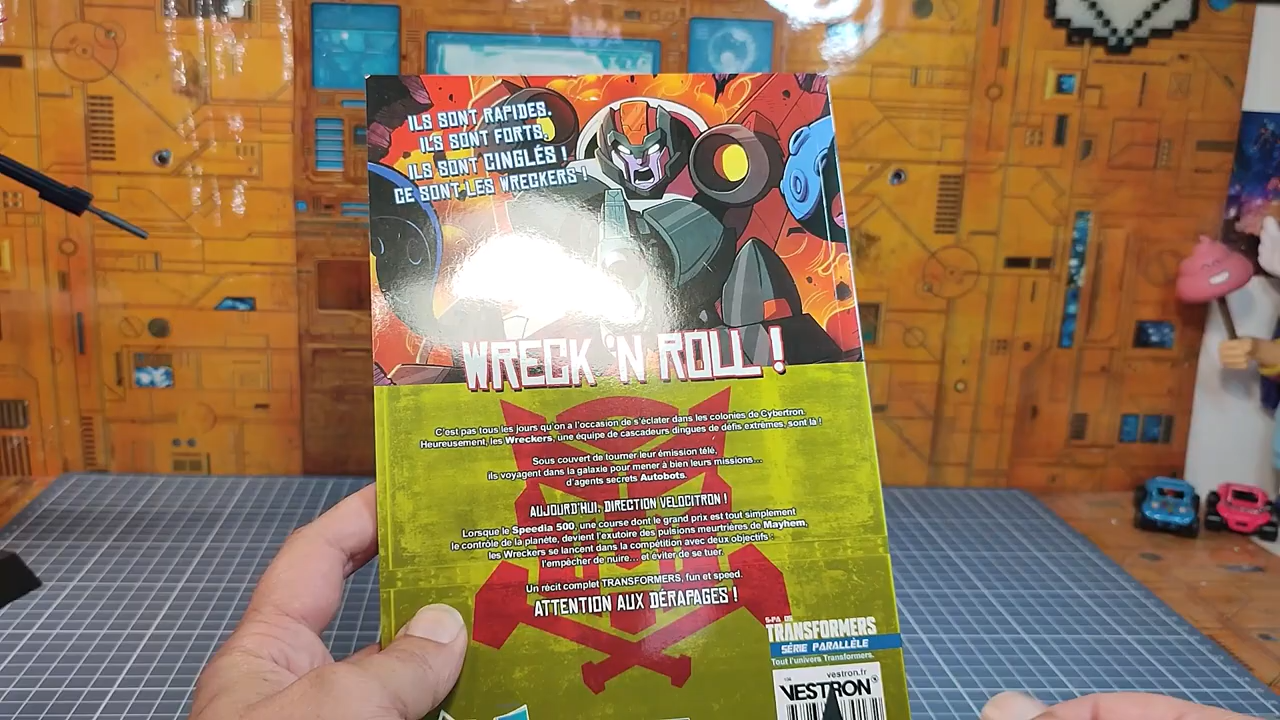 ILS SONT RAPIDES.
ILS SONT FORTS.
ILS SONT CINGLÉS !
CE SONT LES WRECKERS !
WRECK 'N ROLL !
C'est pas tous les jours qu'on a l'occasion de s'éclater dans les colonies de Cybertron.
Heureusement, les Wreckers, une équipe de cascadeurs dingues de défis extrêmes, sont là !
Sous couvert de tourner leur émission télé,
ils voyagent dans la galaxie pour mener à bien leurs missions...
d'agents secrets Autobots.
AUJOURD'HUI, DIRECTION VELOCITRON !
Lorsque le Speedia 500, une course dont le grand prix est tout simplement
le contrôle de la planète, devient l'exutoire des pulsions meurtrières de Mayhem,
les Wreckers se lancent dans la compétition avec deux objectifs :
l'empêcher de nuire... et éviter de se tuer.
Un récit complet TRANSFORMERS, fun et speed.
ATTENTION AUX DÉRAPAGES !
TRANSFORMERS
SÉRIE PARALLÈLE
Tout l'univers Transformers.
vestron.fr
VESTRON